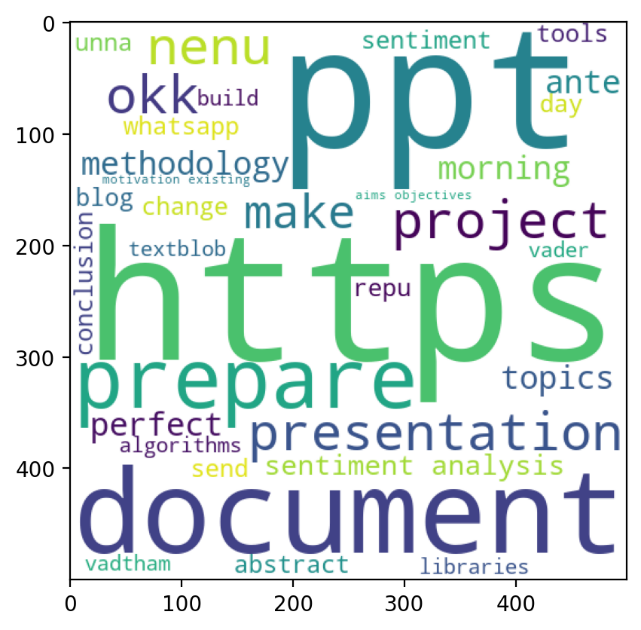 0
unna nenu sentiment tools
ppt
okk build ante
whatsapp day
100
methodology morning
motivation existing
blog change make aims objectives
project
200
conclusion textblob vader
https
repu
300
prepare topics
perfect presentation
algorithms
400
send sentiment analysis
document
vadtham abstract libraries
0 100 200 300 400